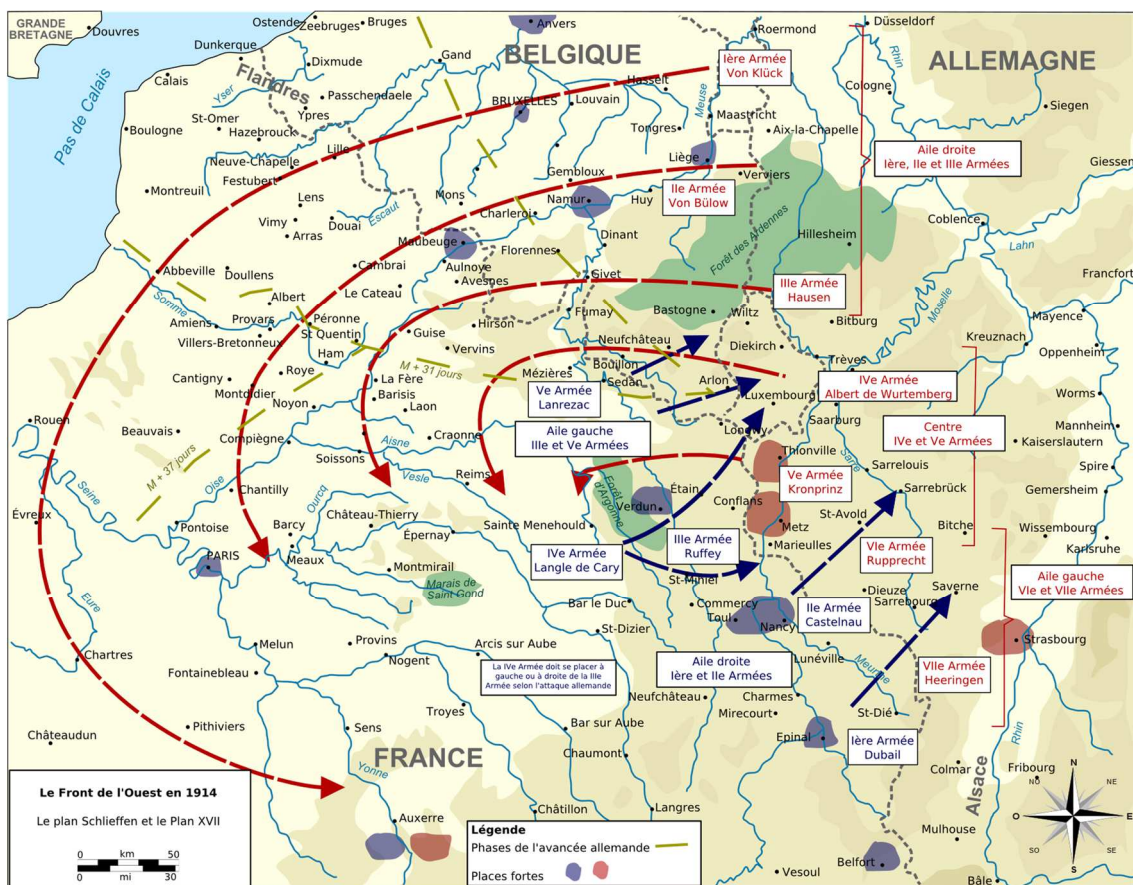 GRANDE
BRETAGNE
Douvres
Ostende
Zeebruges
Bruges
Anvers
Roermond
Düsseldorf
Dunkerque
Dixmude
Gand
BELGIQUE
Rhin
ALLEMAGNE
Calais
Flandres
Yser
Passchendaele
Hasselt
Meuse
Ière Armée
Von Klück
Cologne
Siegen
Pas de Calais
St-Omer
Ypres
BRUXELLES
Louvain
Maastricht
Boulogne
Hazebrouck
Tongres
Aix-la-Chapelle
Lille
Neuve-Chapelle
Liège
Aile droite
Ière, IIe et IIIe Armées
Giessen
Festubert
Gembloux
Verviers
Montreuil
Lens
Mons
Namur
Huy
IIe Armée
Von Bülow
Escaut
Charleroi
Coblence
Vimy
Douai
Arras
Maubeuge
Dinant
Forêt des Ardennes
Hillesheim
Lahn
Florennes
Abbeville
Doullens
Cambrai
Aulnoye
Givet
Francfort
Avesnes
IIIe Armée
Hausen
Moselle
Somme
Albert
Le Cateau
Bastogne
Wiltz
Bitburg
Mayence
Amiens
Provars
Péronne
Fumay
Kreuznach
Villers-Bretonneux
St Quentin
Guise
Hirson
Neufchâteau
Diekirch
Oppenheim
Ham
Vervins
Bouillon
Trèves
M + 31 jours
Mézières
Sedan
Cantigny
Roye
La Fère
Arlon
IVe Armée
Albert de Wurtemberg
Worms
Montdidier
Barisis
Ve Armée
Lanrezac
Luxembourg
Noyon
Laon
Rouen
Saarburg
Centre
IVe et Ve Armées
Mannheim
Beauvais
Aile gauche
IIIe et Ve Armées
Longwy
Kaiserslautern
Compiègne
Aisne
Craonne
Thionville
Sarre
Soissons
Sarrelouis
Spire
M + 37 jours
Vesle
Reims
Ve Armée
Kronprinz
Seine
Oise
Chantilly
Forêt
d'Argonne
Étain
Conflans
Sarrebrück
Gemersheim
Ourcq
Verdun
Évreux
Château-Thierry
Sainte Menehould
St-Avold
Pontoise
Barcy
Metz
Bitche
Wissembourg
Épernay
IIIe Armée
Ruffey
Marieulles
Karlsruhe
PARIS
Meaux
IVe Armée
Langle de Cary
VIe Armée
Rupprecht
Montmirail
St-Mihiel
Aile gauche
VIe et VIIe Armées
Marais de
Saint Gond
Dieuze
Saverne
Eure
Bar le Duc
Commercy
IIe Armée
Castelnau
Sarrebourg
Toul
Nancy
St-Dizier
Strasbourg
Melun
Provins
Arcis sur Aube
Lunéville
Chartres
Nogent
Aile droite
Ière et IIe Armées
Meurthe
VIIe Armée
Heeringen
Fontainebleau
La IVe Armée doit se placer à
gauche ou à droite de la IIIe
Armée selon l'attaque allemande
Neufchâteau
Charmes
Troyes
Mirecourt
St-Dié
Pithiviers
Sens
Bar sur Aube
Rhin
Châteaudun
Epinal
Ière Armée
Dubail
FRANCE
Chaumont
Colmar
Fribourg
Yonne
Alsace
NO
N
NE
O
E
SO
S
SE
Le Front de l'Ouest en 1914
Le plan Schlieffen et le Plan XVII
0 km 50
0 mi 30
Châtillon
Langres
Auxerre
Mulhouse
Légende
Phases de l'avancée allemande
Places fortes
Vesoul
Belfort
Bâle